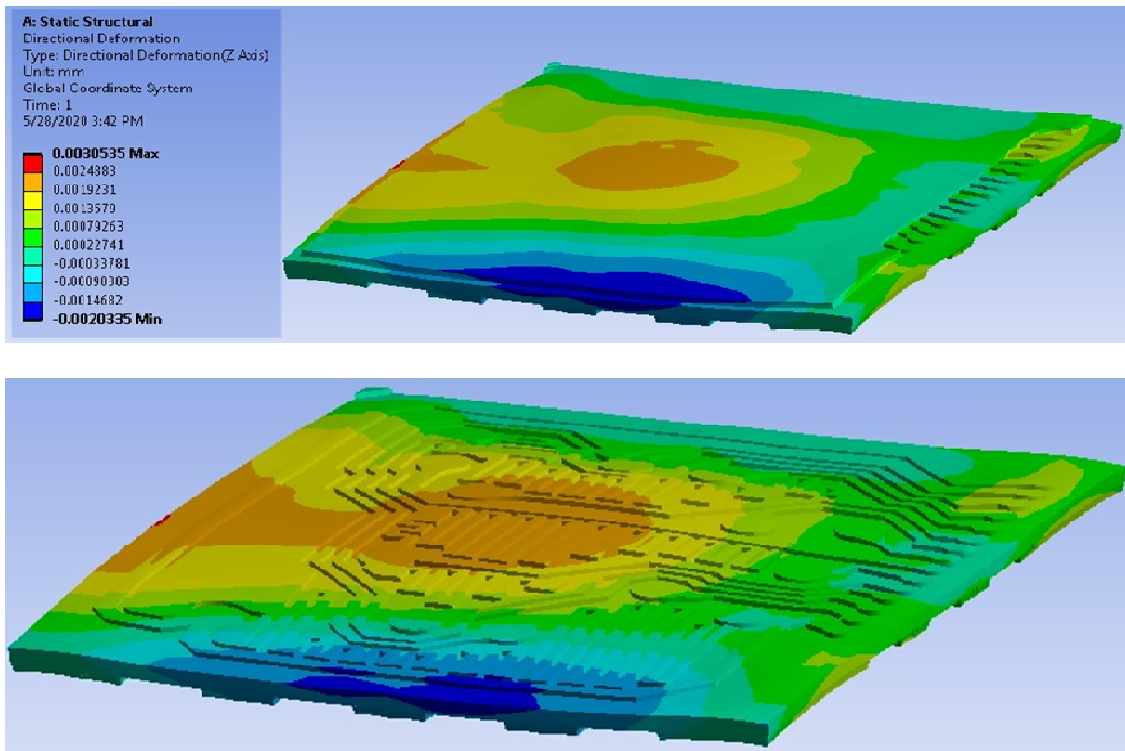 A: Static Structural
Directional Deformation
Type: Directional Deformation(Z Axis)
Unit: mm
Global Coordinate System
Time: 1
5/28/2020 3:42 PM
0.0030535 Max
0.0024883
0.0019231
0.0013579
0.00079263
0.00022741
-0.00033781
-0.00090303
-0.0014682
-0.0020335 Min